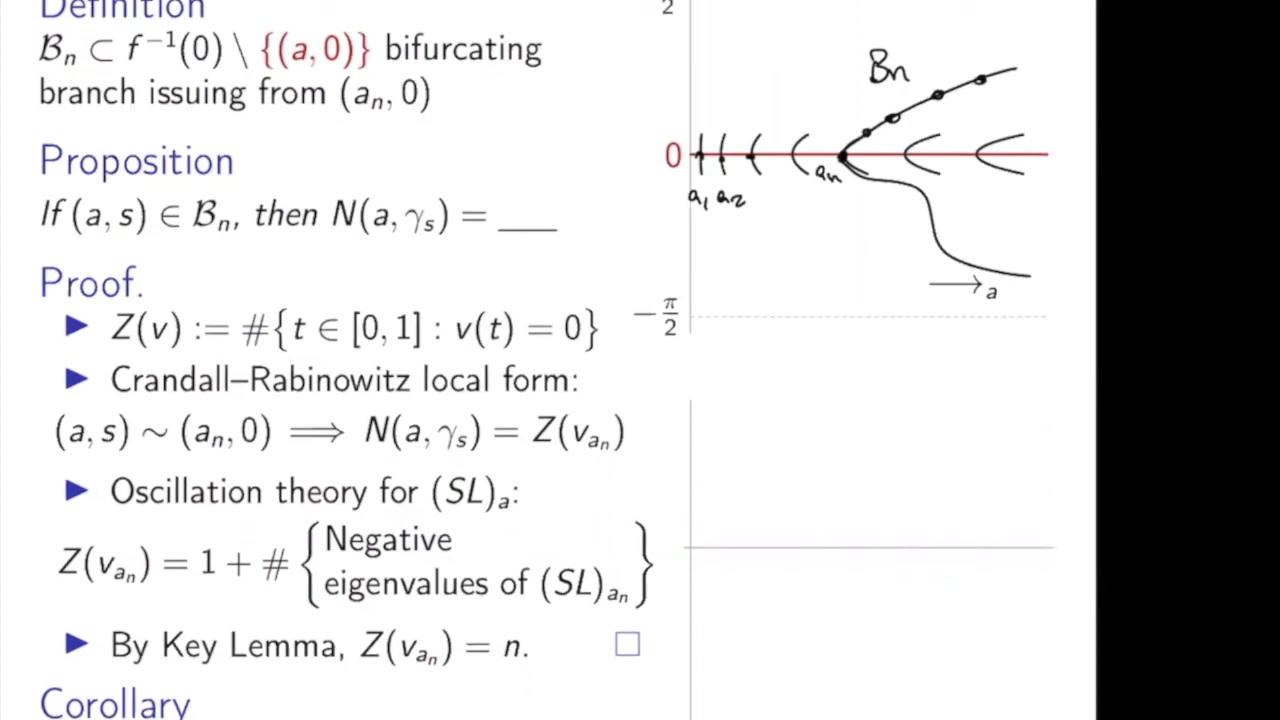 Definition
ℬₙ ⊂ f⁻¹(0) \ {(a, 0)} bifurcating
branch issuing from (aₙ, 0)
Proposition
If (a, s) ∈ ℬₙ, then N(a, γₛ) = ___
Proof.
▶ Z(v) := #{t ∈ [0, 1] : v(t) = 0}
▶ Crandall–Rabinowitz local form:
(a, s) ∼ (aₙ, 0) ⟹ N(a, γₛ) = Z(v_{aₙ})
▶ Oscillation theory for (SL)ₐ:
Z(v_{aₙ}) = 1 + # {Negative
eigenvalues of (SL)_{aₙ}}
▶ By Key Lemma, Z(v_{aₙ}) = n. □
Corollary
2
Bn
0
an
a₁ a₂
→ a
−π/2